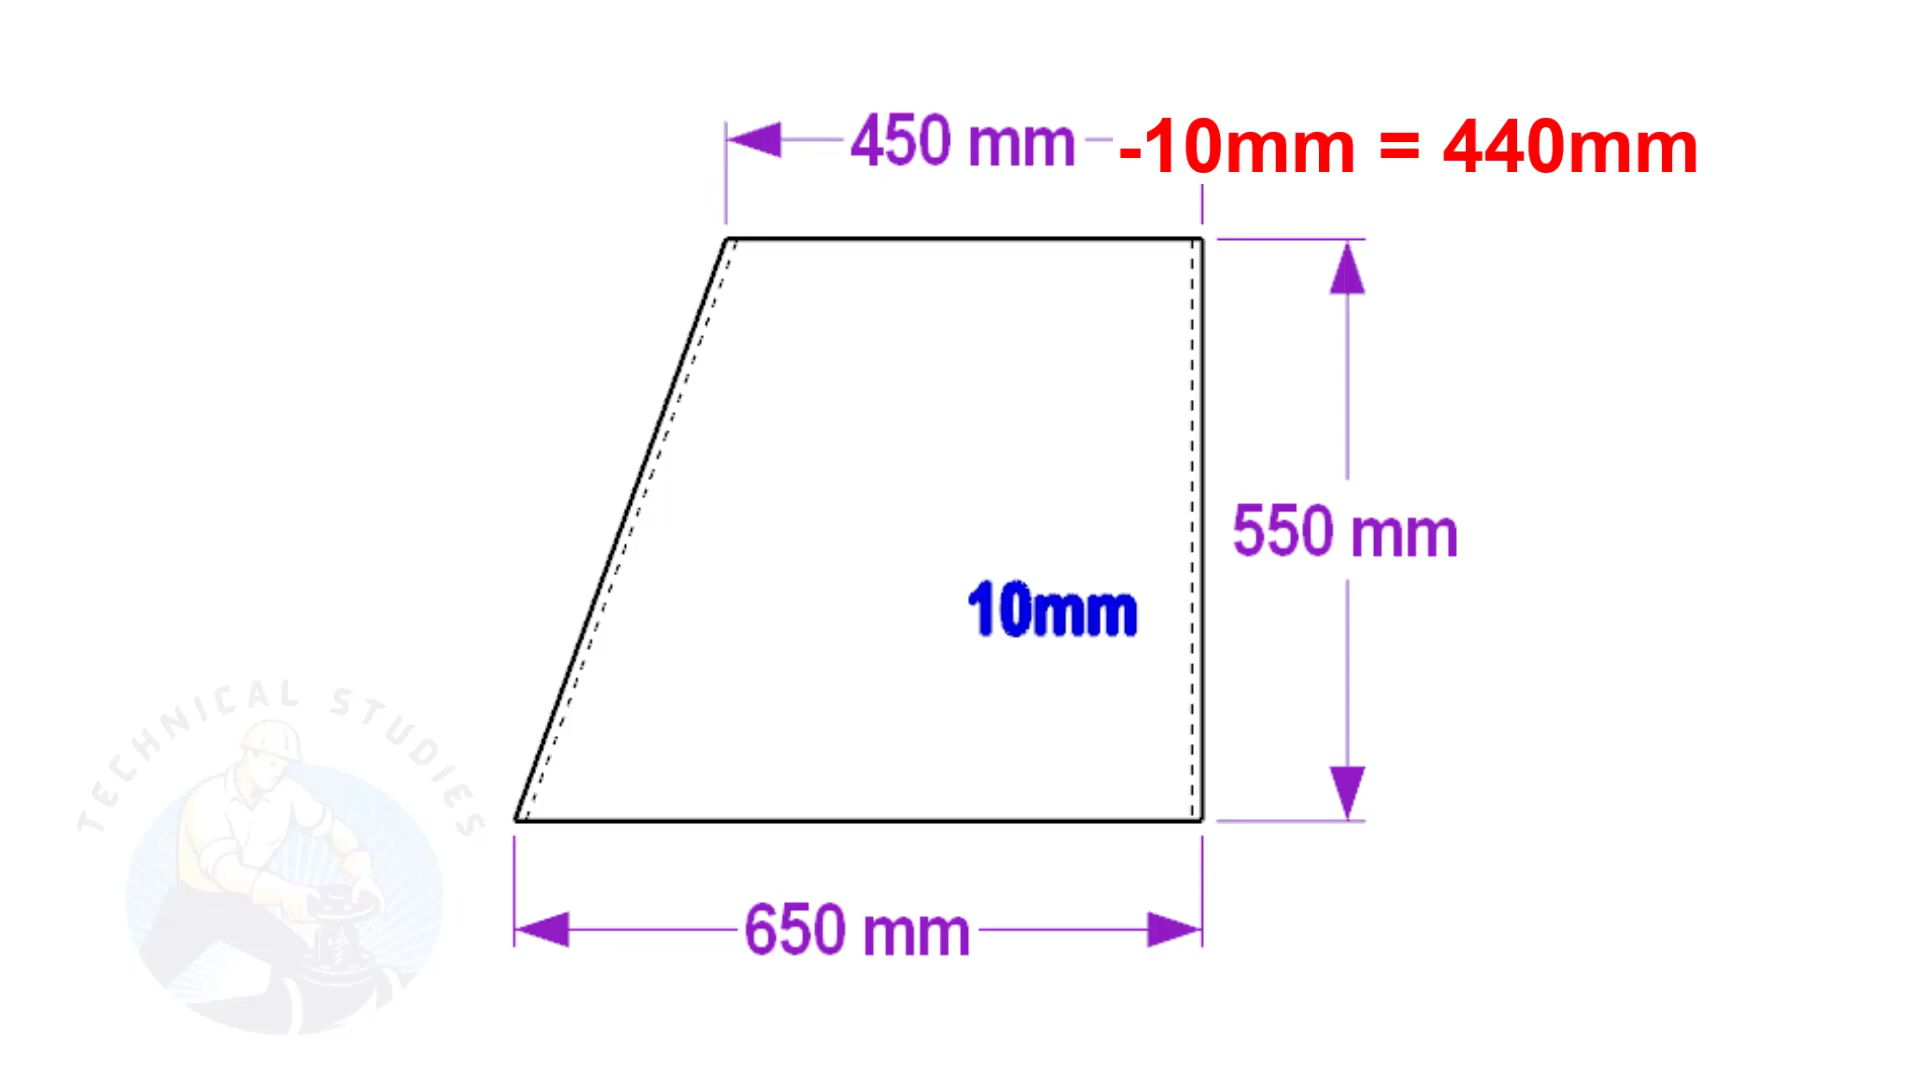 450 mm -10mm = 440mm
550 mm
10mm
TECHNICAL STUDIES
650 mm